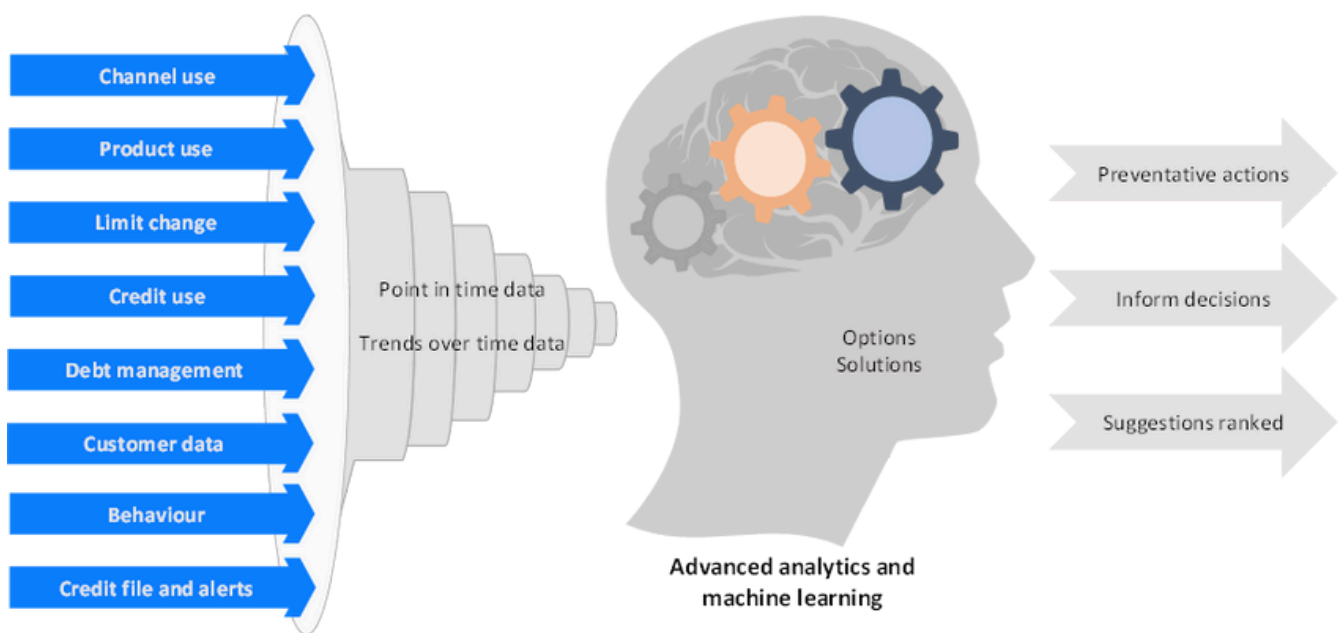 Channel use
Product use
Limit change
Credit use
Debt management
Customer data
Behaviour
Credit file and alerts
Point in time data
Trends over time data
Options
Solutions
Advanced analytics and
machine learning
Preventative actions
Inform decisions
Suggestions ranked